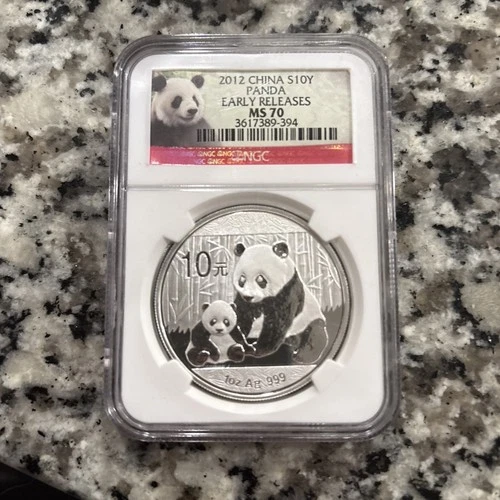 2012 CHINA S10Y
PANDA
EARLY RELEASES
MS 70
3617389-394
NGC
10元
1oz Ag .999